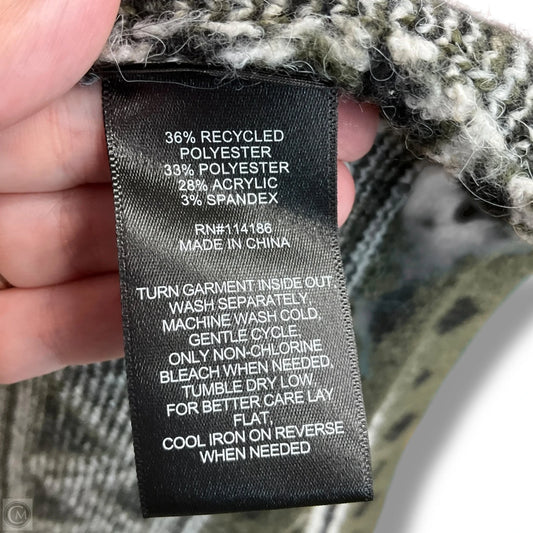 36% RECYCLED
POLYESTER
33% POLYESTER
28% ACRYLIC
3% SPANDEX
RN#114186
MADE IN CHINA
TURN GARMENT INSIDE OUT,
WASH SEPARATELY,
MACHINE WASH COLD,
GENTLE CYCLE,
ONLY NON-CHLORINE
BLEACH WHEN NEEDED,
TUMBLE DRY LOW,
FOR BETTER CARE LAY
FLAT,
COOL IRON ON REVERSE
WHEN NEEDED